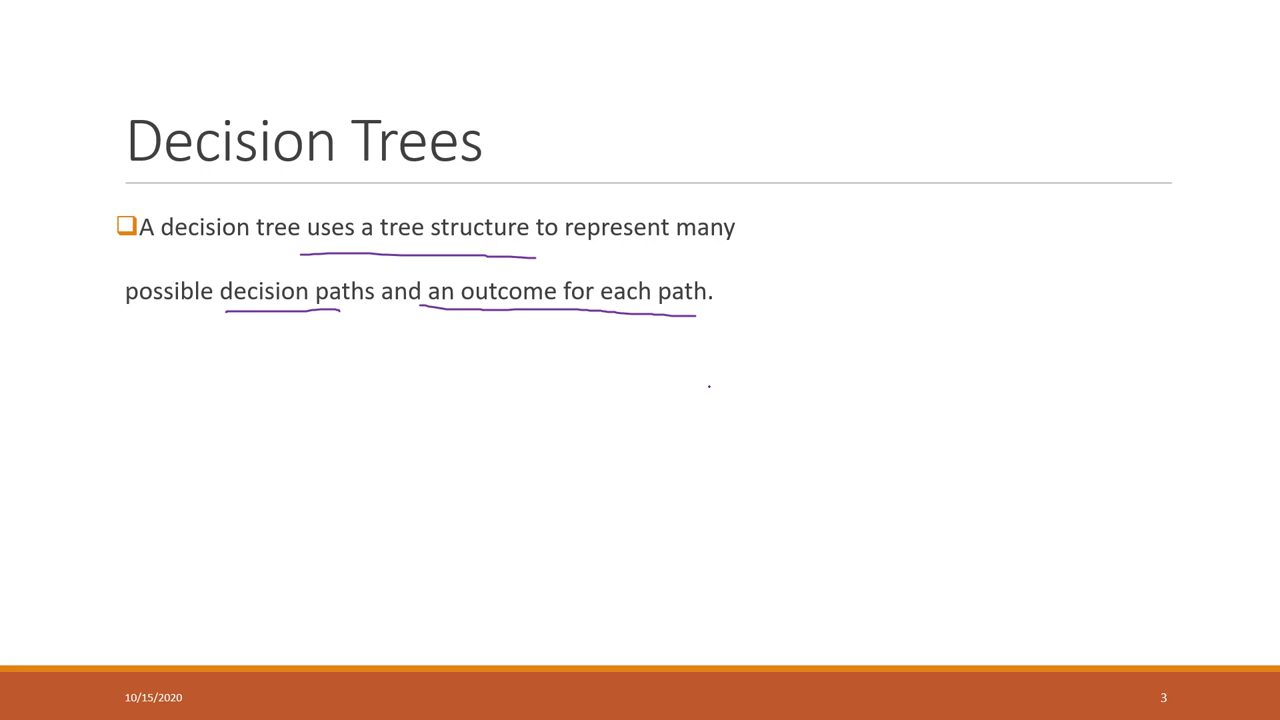 Decision Trees
A decision tree uses a tree structure to represent many
possible decision paths and an outcome for each path.
10/15/2020
3